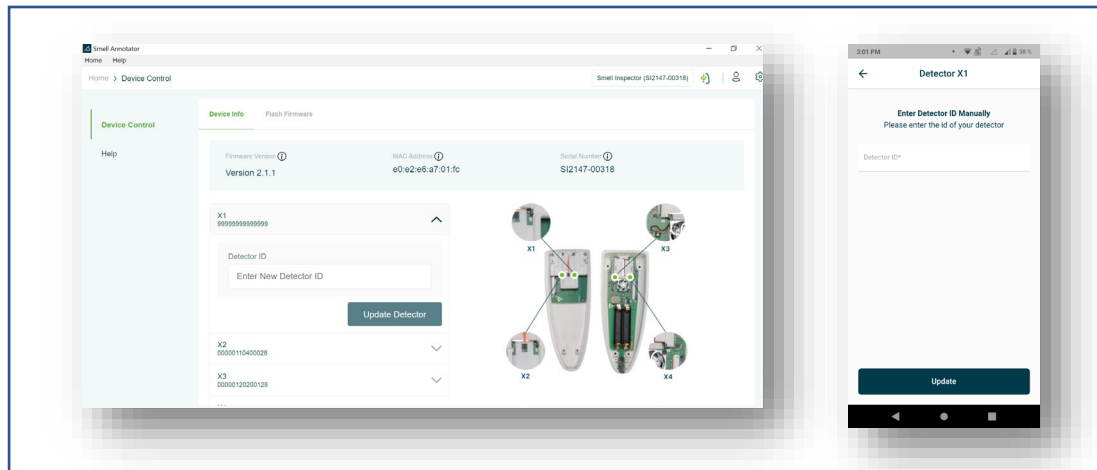 Smell Annotator
Home Help
Home > Device Control
Smell Inspector (SI2147-00318)
Device Control
Help
Device Info Flash Firmware
Firmware Version
Version 2.1.1
MAC Address
e0:e2:e6:a7:01:fc
Serial Number
SI2147-00318
X1
99999999999999
Detector ID
Enter New Detector ID
Update Detector
X2
00000110400028
X3
00000120200128
X1
X3
X2
X4
3:01 PM
38 %
Detector X1
Enter Detector ID Manually
Please enter the id of your detector
Detector ID*
Update